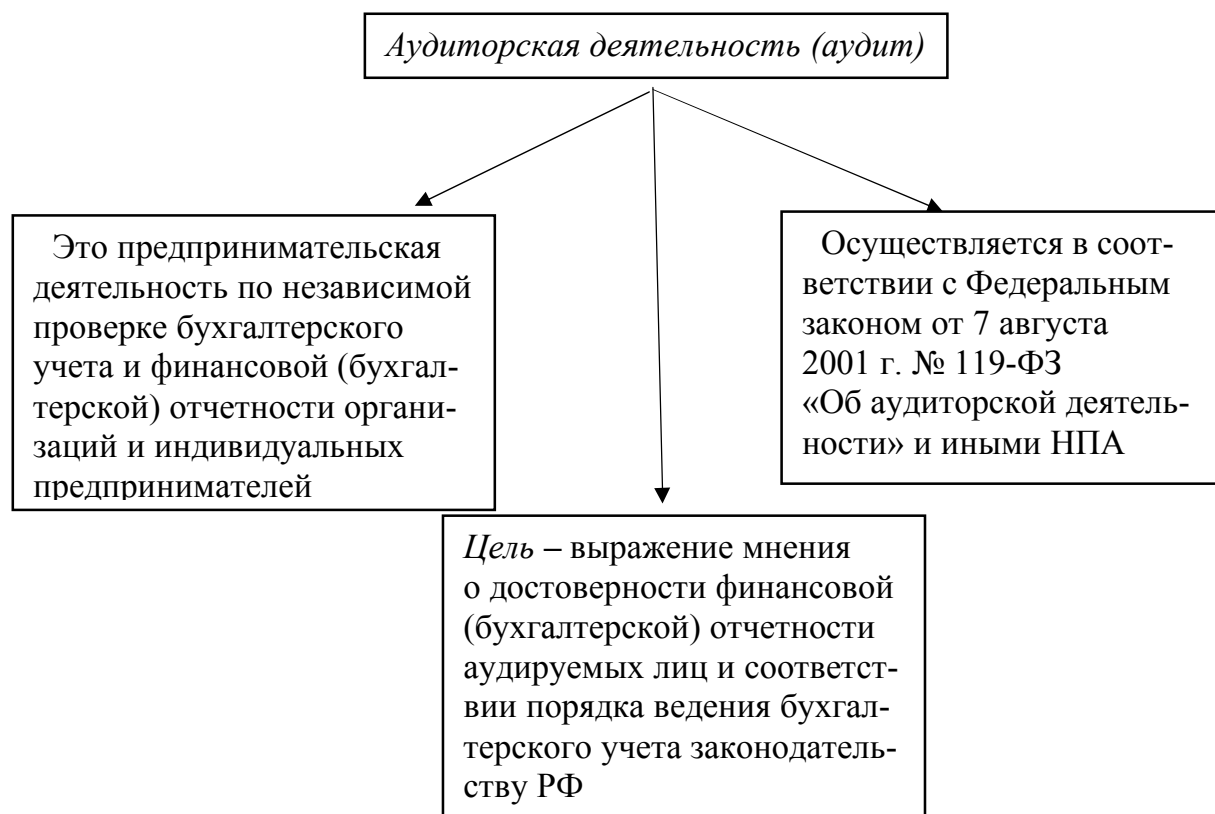 Аудиторская деятельность (аудит)
Это предпринимательская
деятельность по независимой
проверке бухгалтерского
учета и финансовой (бухгал-
терской) отчетности органи-
заций и индивидуальных
предпринимателей
Осуществляется в соот-
ветствии с Федеральным
законом от 7 августа
2001 г. № 119-ФЗ
«Об аудиторской деятель-
ности» и иными НПА
Цель – выражение мнения
о достоверности финансовой
(бухгалтерской) отчетности
аудируемых лиц и соответст-
вии порядка ведения бухгал-
терского учета законодатель-
ству РФ